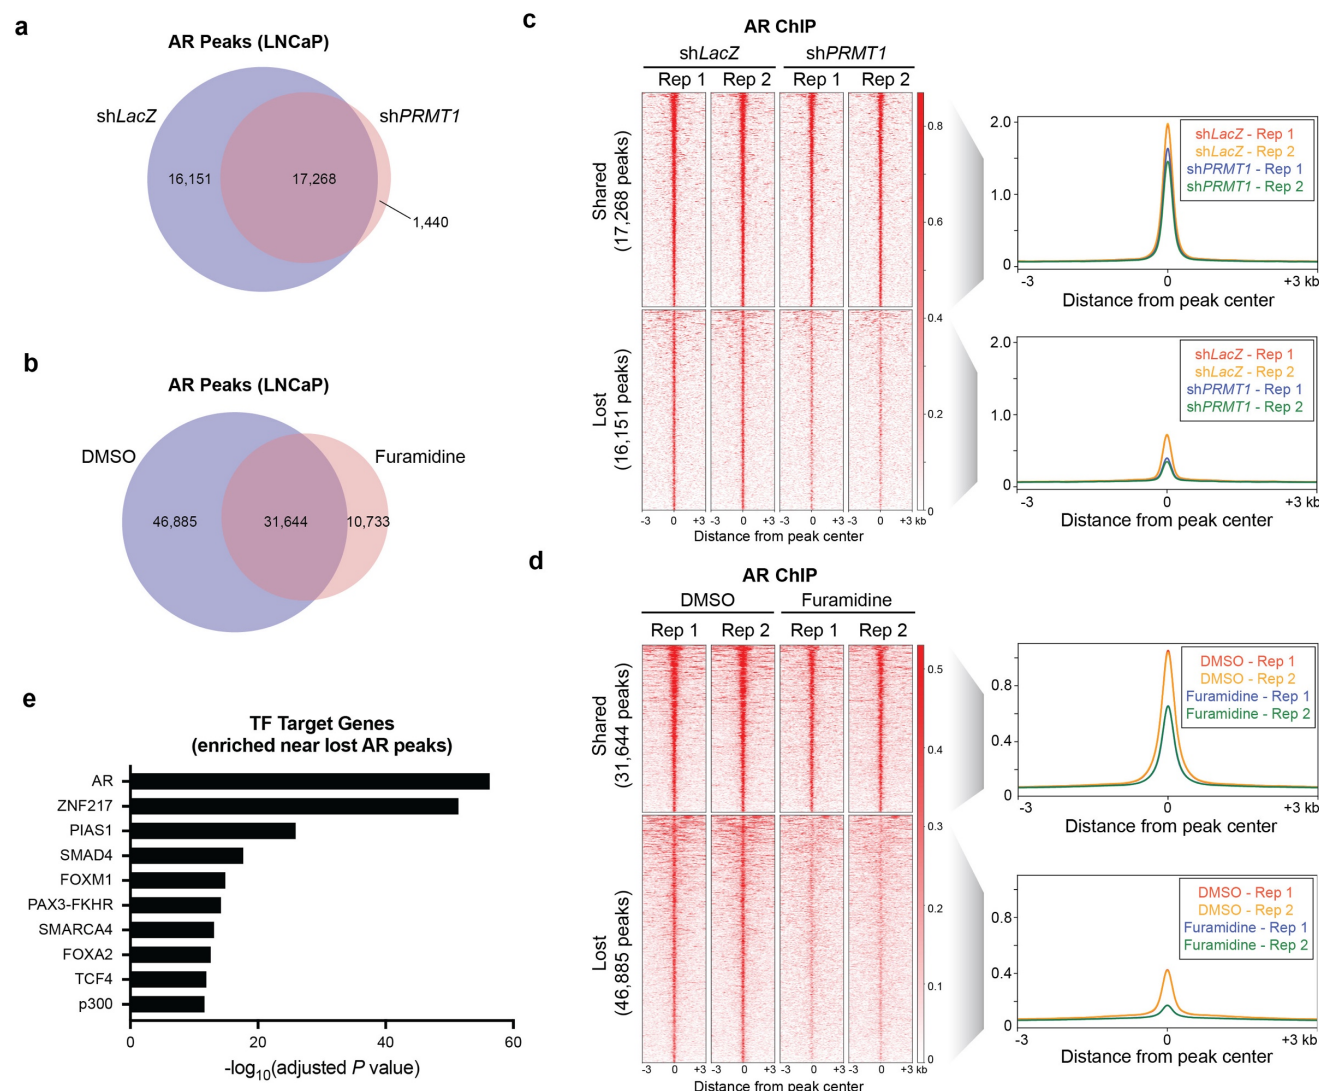 a
AR Peaks (LNCaP)
shLacZ
shPRMT1
16,151
17,268
1,440
b
AR Peaks (LNCaP)
DMSO
Furamidine
46,885
31,644
10,733
c
AR ChIP
shLacZ
shPRMT1
Rep 1
Rep 2
Rep 1
Rep 2
Shared
(17,268 peaks)
Lost
(16,151 peaks)
0.8
0.6
0.4
0.2
0
-3 0 +3 -3 0 +3 -3 0 +3 -3 0 +3 kb
Distance from peak center
2.0
1.0
0
shLacZ - Rep 1
shLacZ - Rep 2
shPRMT1 - Rep 1
shPRMT1 - Rep 2
-3 0 +3 kb
Distance from peak center
2.0
1.0
0
shLacZ - Rep 1
shLacZ - Rep 2
shPRMT1 - Rep 1
shPRMT1 - Rep 2
-3 0 +3 kb
Distance from peak center
d
AR ChIP
DMSO
Furamidine
Rep 1
Rep 2
Rep 1
Rep 2
Shared
(31,644 peaks)
Lost
(46,885 peaks)
0.5
0.4
0.3
0.2
0.1
0
-3 0 +3 -3 0 +3 -3 0 +3 -3 0 +3 kb
Distance from peak center
0.8
0.4
0
DMSO - Rep 1
DMSO - Rep 2
Furamidine - Rep 1
Furamidine - Rep 2
-3 0 +3 kb
Distance from peak center
0.8
0.4
0
DMSO - Rep 1
DMSO - Rep 2
Furamidine - Rep 1
Furamidine - Rep 2
-3 0 +3 kb
Distance from peak center
e
TF Target Genes
(enriched near lost AR peaks)
AR
ZNF217
PIAS1
SMAD4
FOXM1
PAX3-FKHR
SMARCA4
FOXA2
TCF4
p300
0 20 40 60
-log10(adjusted P value)